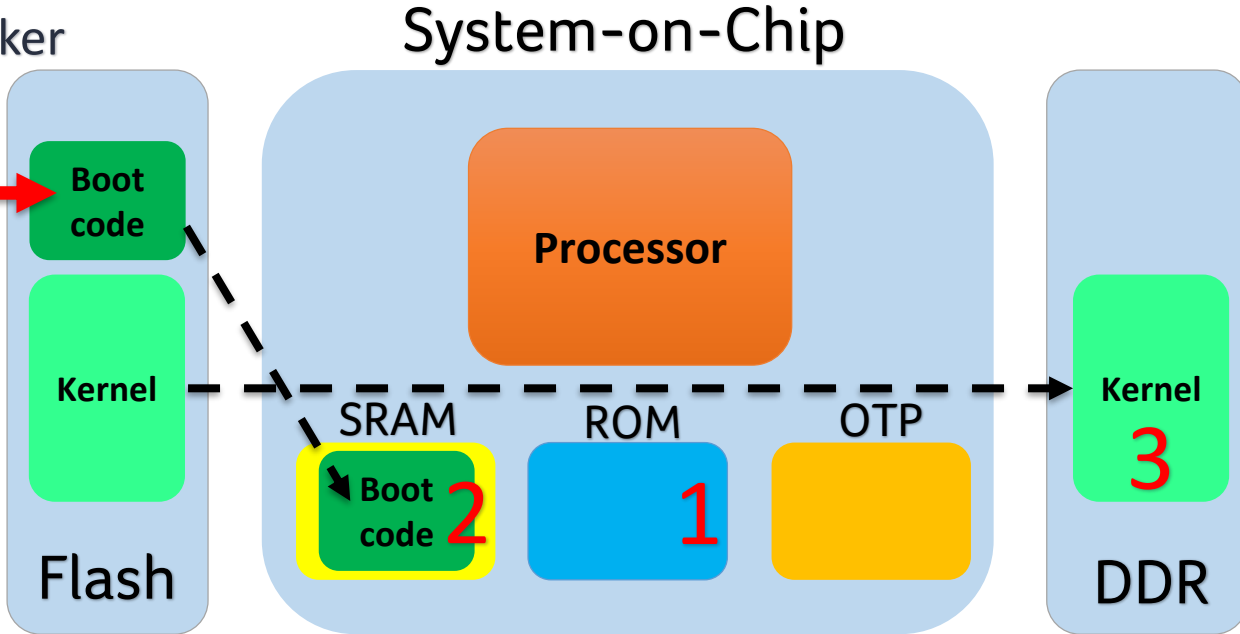 System-on-Chip
ker
Boot
code
Kernel
Flash
Processor
SRAM
ROM
OTP
Boot
code
2
1
Kernel
3
DDR